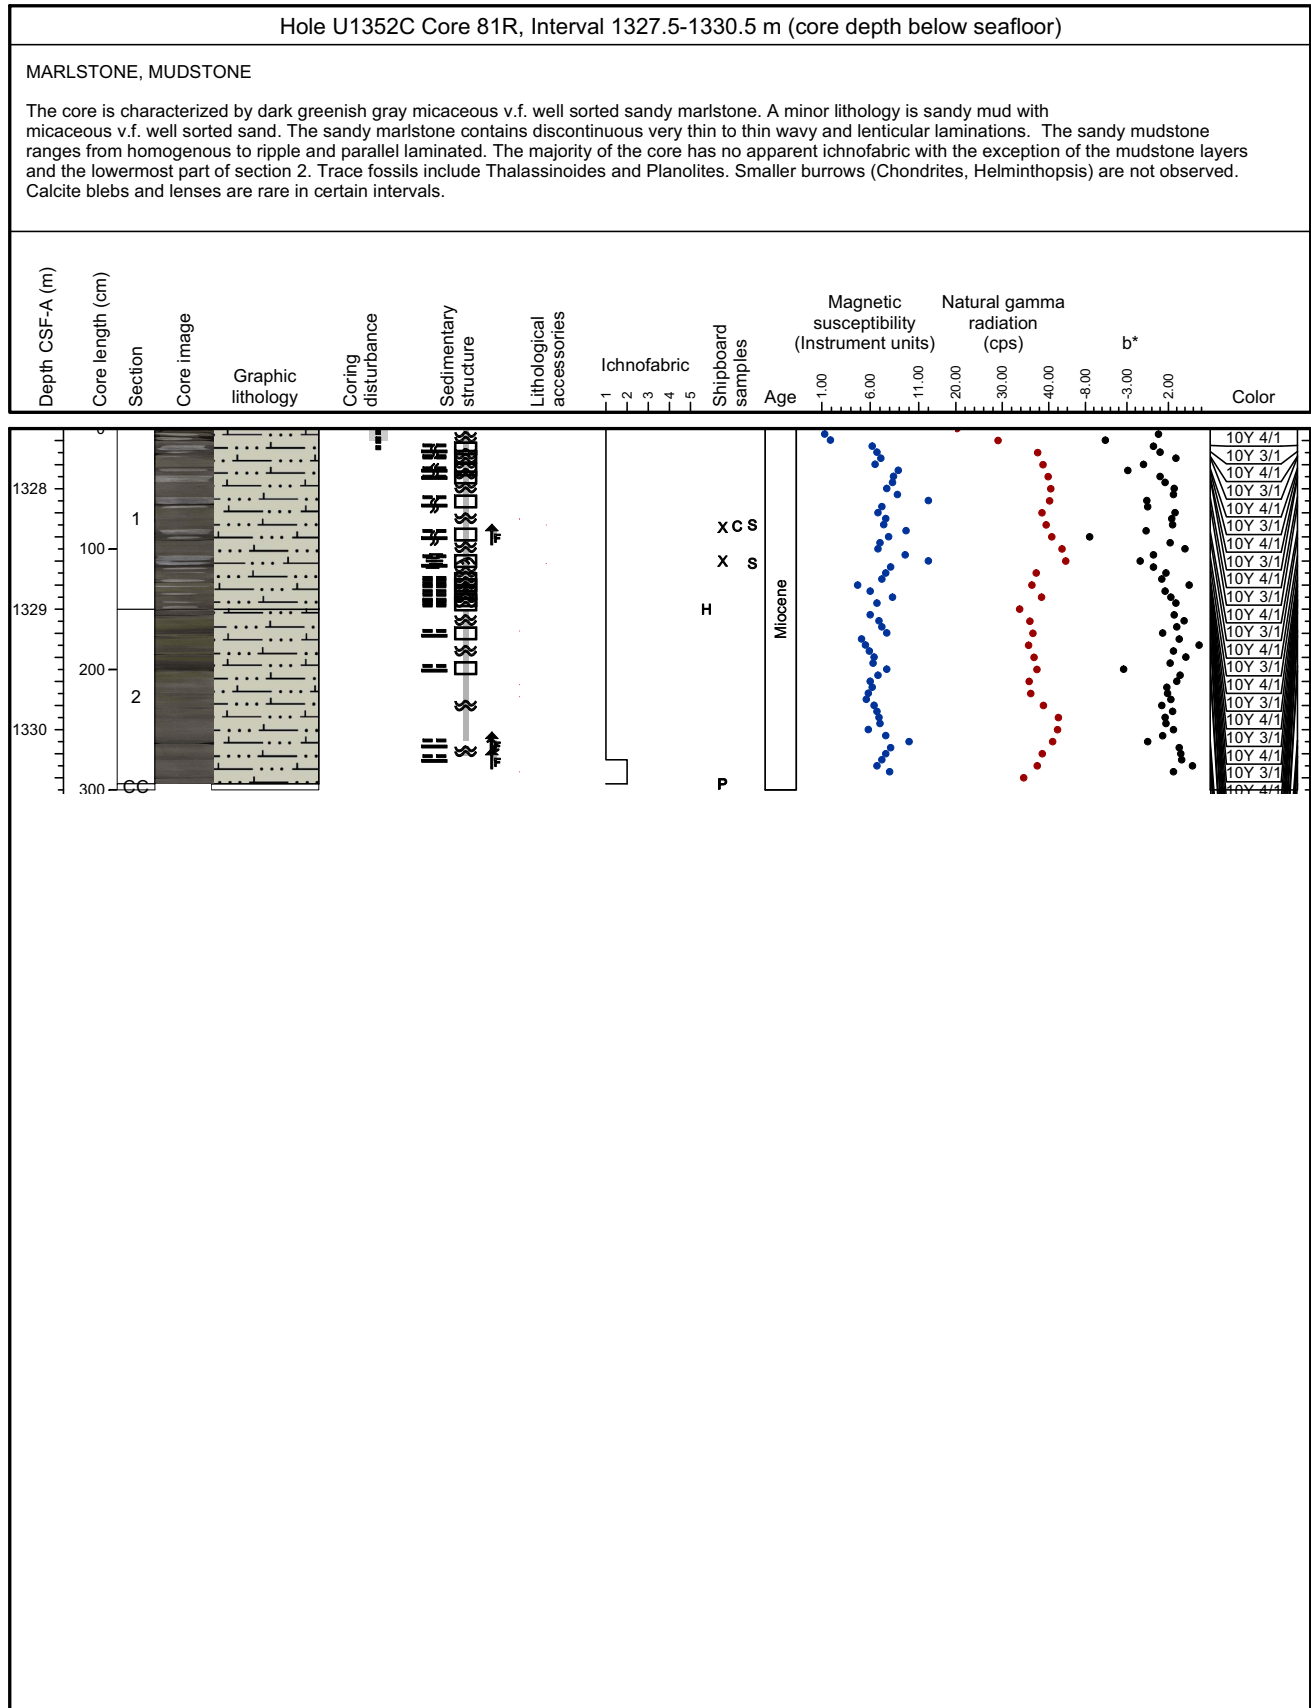 Hole U1352C Core 81R, Interval 1327.5-1330.5 m (core depth below seafloor)
MARLSTONE, MUDSTONE
The core is characterized by dark greenish gray micaceous v.f. well sorted sandy marlstone. A minor lithology is sandy mud with
micaceous v.f. well sorted sand. The sandy marlstone contains discontinuous very thin to thin wavy and lenticular laminations. The sandy mudstone
ranges from homogenous to ripple and parallel laminated. The majority of the core has no apparent ichnofabric with the exception of the mudstone layers
and the lowermost part of section 2. Trace fossils include Thalassinoides and Planolites. Smaller burrows (Chondrites, Helminthopsis) are not observed.
Calcite blebs and lenses are rare in certain intervals.
Depth CSF-A (m)
Core length (cm)
Section
Core image
Graphic
lithology
Coring
disturbance
Sedimentary
structure
Lithological
accessories
Ichnofabric
1 2 3 4 5
Shipboard
samples
Age
Magnetic
susceptibility
(Instrument units)
1.00 6.00 11.00
Natural gamma
radiation
(cps)
20.00 30.00 40.00
b*
-8.00 -3.00 2.00
Color
1328
1329
1330
0
100
200
300
1
2
CC
X C S
X S
H
P
Miocene
10Y 4/1
10Y 3/1
10Y 4/1
10Y 3/1
10Y 4/1
10Y 3/1
10Y 4/1
10Y 3/1
10Y 4/1
10Y 3/1
10Y 4/1
10Y 3/1
10Y 4/1
10Y 3/1
10Y 4/1
10Y 3/1
10Y 4/1
10Y 3/1
10Y 4/1
10Y 3/1
10Y 4/1